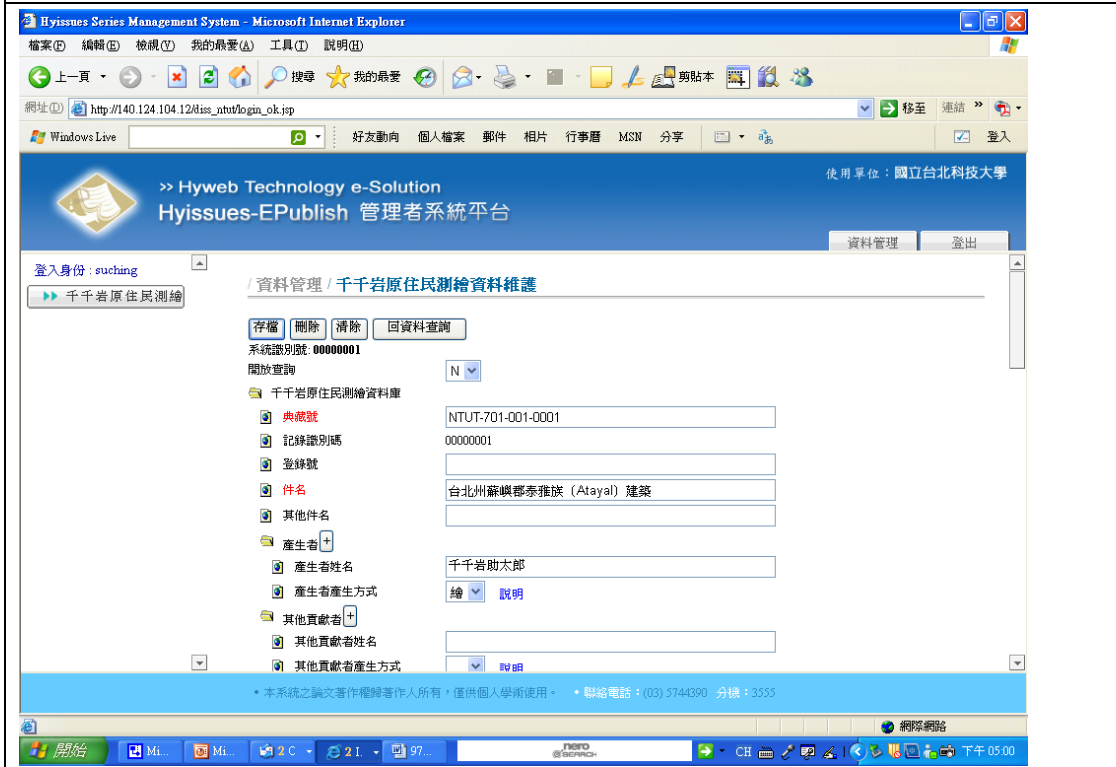 Hyissues Series Management System - Microsoft Internet Explorer
檔案(F) 編輯(E) 檢視(V) 我的最愛(A) 工具(T) 說明(H)
上一頁 搜尋 我的最愛 剪貼本
網址(D) http://140.124.104.12/diss_ntut/login_ok.jsp 移至 連結 »
Windows Live 好友動向 個人檔案 郵件 相片 行事曆 MSN 分享 登入
使用單位：國立台北科技大學
>> Hyweb Technology e-Solution
Hyissues-EPublish 管理者系統平台
資料管理 登出
登入身份 : suching
千千岩原住民測繪
/ 資料管理 / 千千岩原住民測繪資料維護
存檔 刪除 清除 回資料查詢
系統識別號: 00000001
開放查詢 N
千千岩原住民測繪資料庫
典藏號 NTUT-701-001-0001
記錄識別碼 00000001
登錄號
件名 台北州蘇嶼郡泰雅族（Atayal）建築
其他件名
產生者 +
產生者姓名 千千岩助太郎
產生者產生方式 繪 說明
其他貢獻者 +
其他貢獻者姓名
其他貢獻者產生方式 說明
• 本系統之論文著作權歸著作人所有，僅供個人學術使用。 • 聯絡電話：(03) 5744390 分機：3555
網際網路
開始 Mi... Mi... 2 C 2 I. 97... nero SEARCH CH 下午 05:00